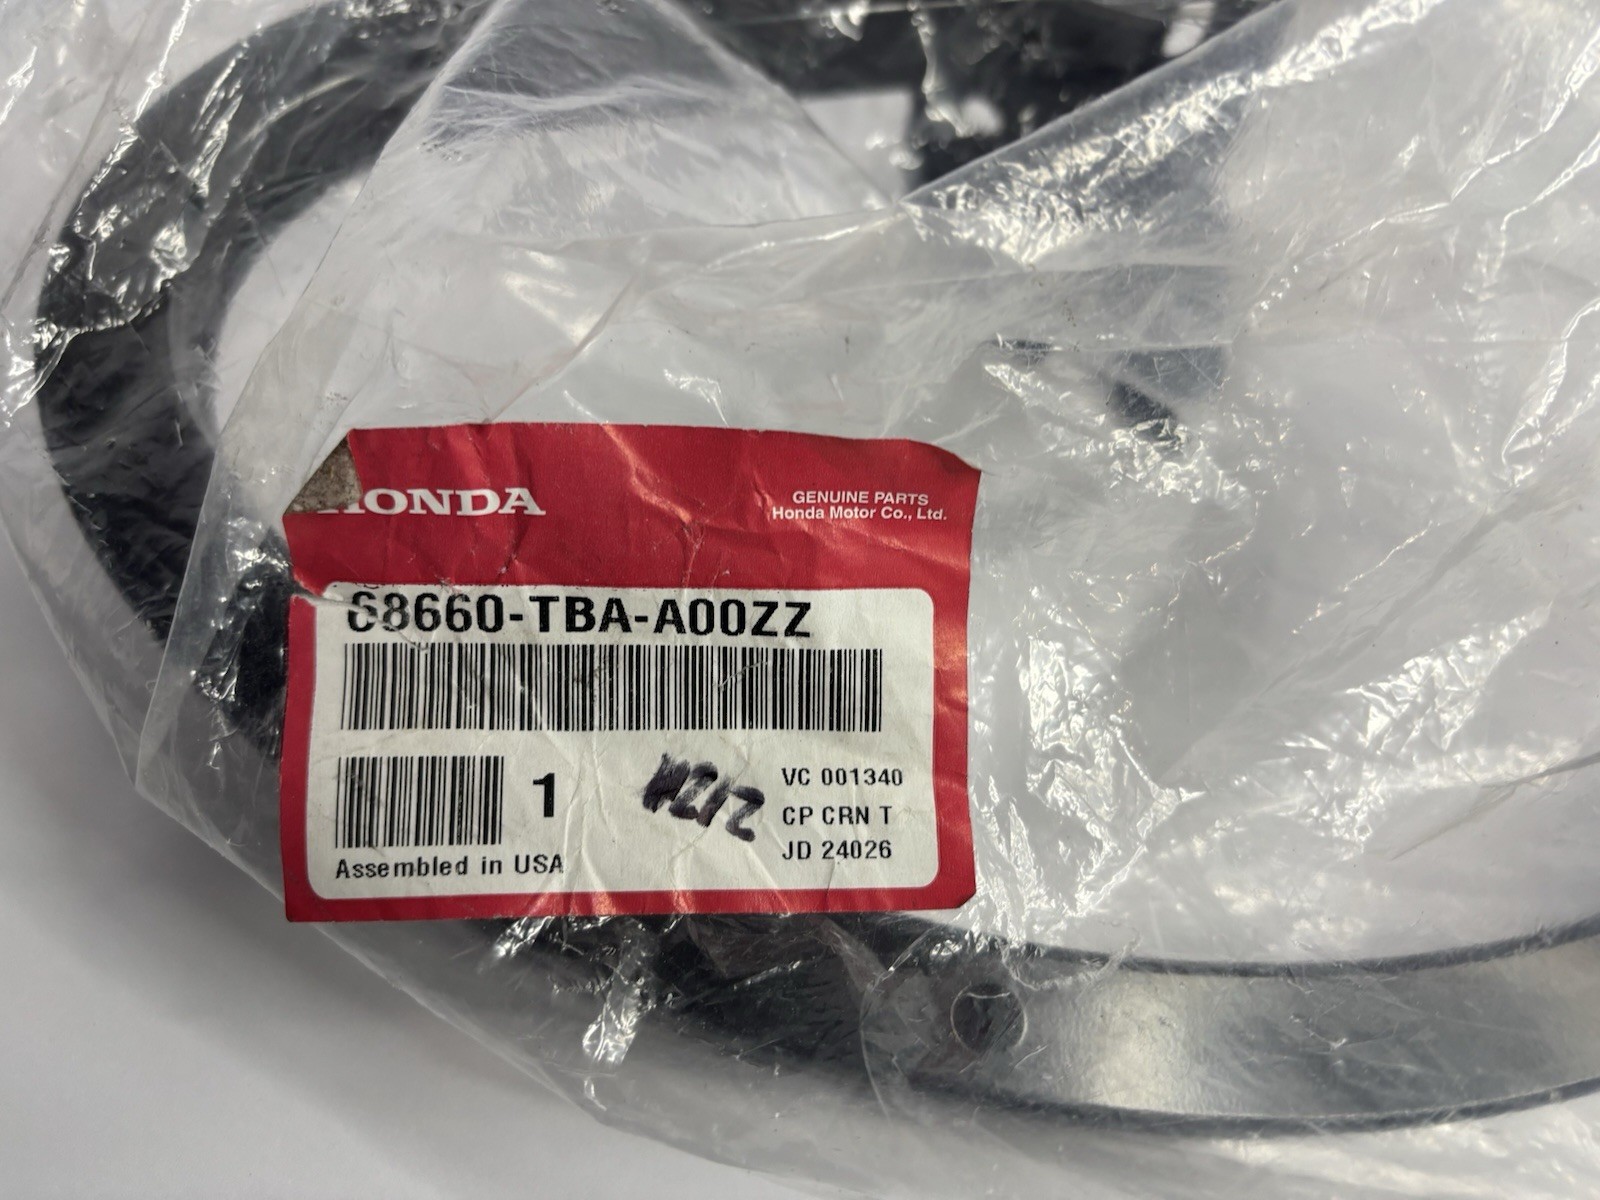 HONDA
GENUINE PARTS
Honda Motor Co., Ltd.
68660-TBA-A00ZZ
1
VC 001340
CP CRN T
JD 24026
Assembled in USA